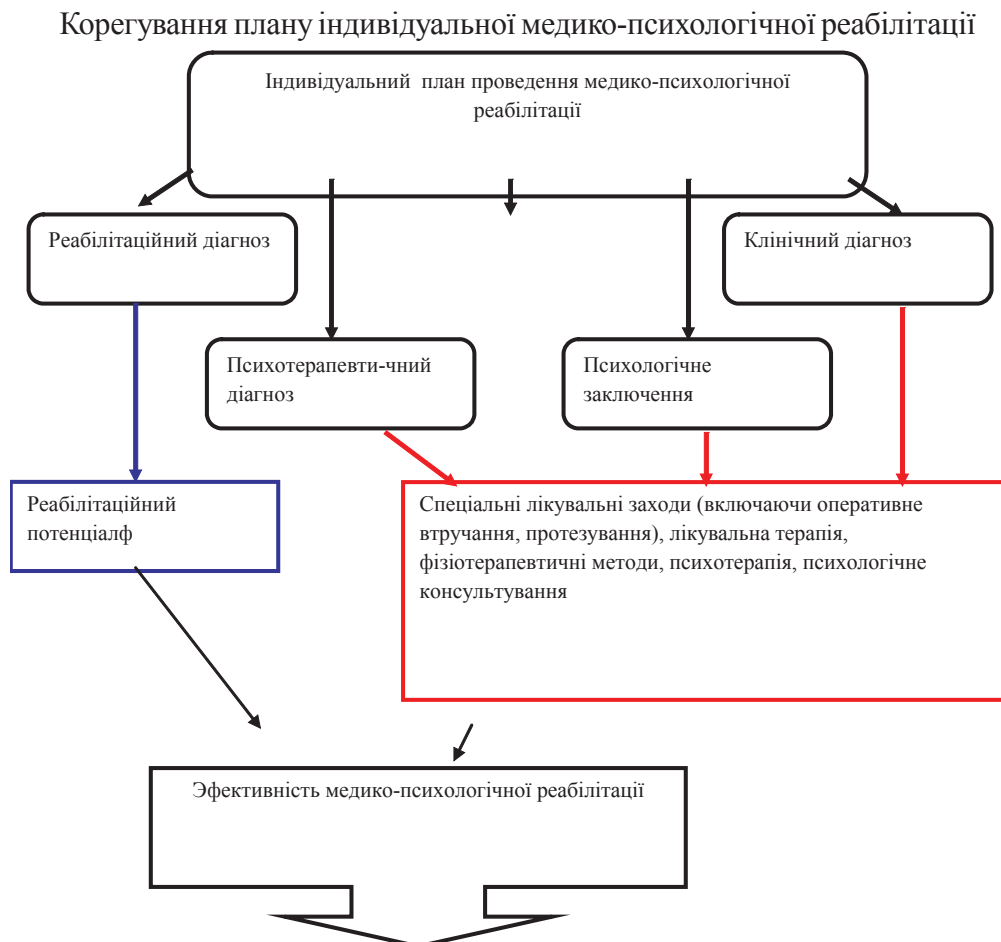 Корегування плану індивідуальної медико-психологічної реабілітації
Індивідуальний план проведення медико-психологічної
реабілітації
Реабілітаційний діагноз
Клінічний діагноз
Психотерапевти-чний
діагноз
Психологічне
заключення
Реабілітаційний
потенціалф
Спеціальні лікувальні заходи (включаючи оперативне
втручання, протезування), лікувальна терапія,
фізіотерапевтичні методи, психотерапія, психологічне
консультування
Эфективність медико-психологічної реабілітації